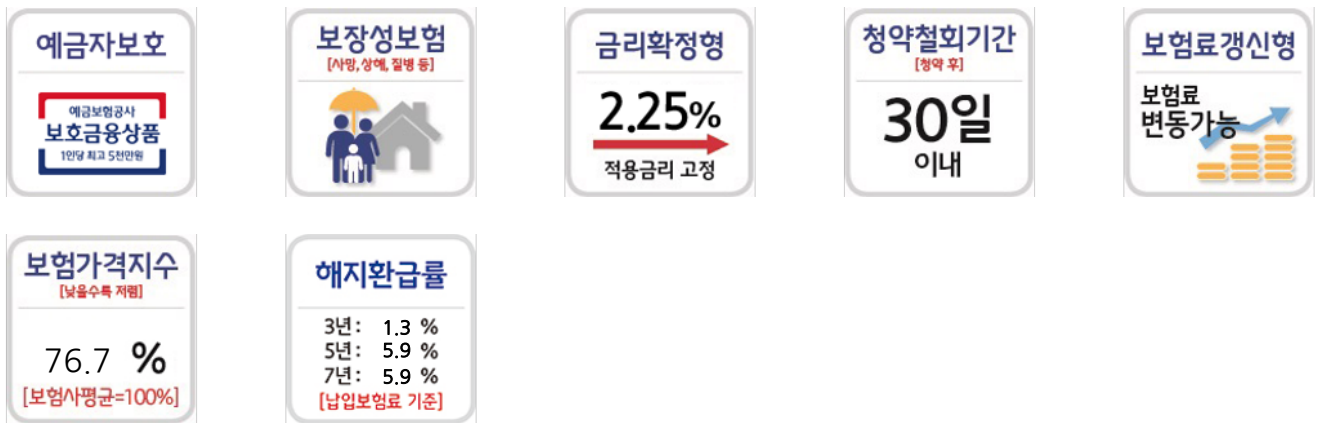 예금자보호
예금보험공사
보호금융상품
1인당 최고 5천만원
보장성보험
[사망,상해,질병 등]
금리확정형
2.25%
적용금리 고정
청약철회기간
[청약 후]
30일
이내
보험료갱신형
보험료
변동가능
보험가격지수
[낮을수록 저렴]
76.7 %
[보험사평균=100%]
해지환급률
3년 : 1.3 %
5년 : 5.9 %
7년 : 5.9 %
[납입보험료 기준]